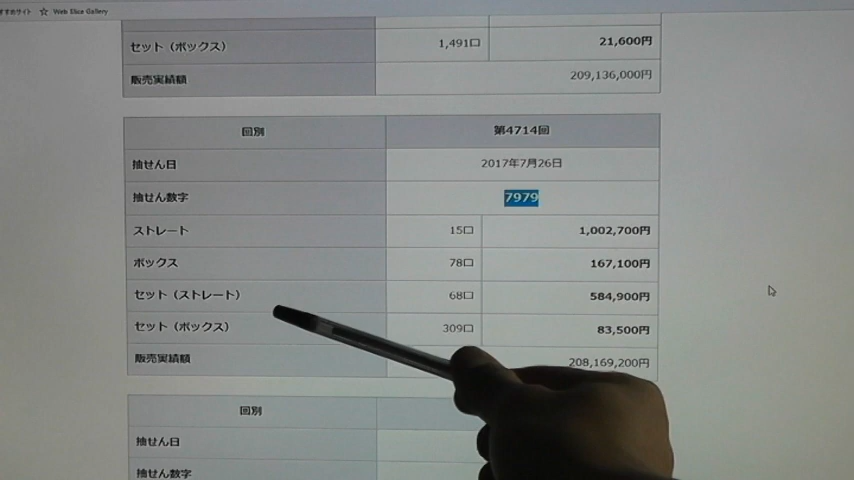 すすめサイト Web Slice Gallery
セット（ボックス） 1,491口 21,600円
販売実績額 209,136,000円
回別 第4714回
抽せん日 2017年7月26日
抽せん数字 7979
ストレート 15口 1,002,700円
ボックス 78口 167,100円
セット（ストレート） 68口 584,900円
セット（ボックス） 309口 83,500円
販売実績額 208,169,200円
回別
抽せん日
抽せん数字